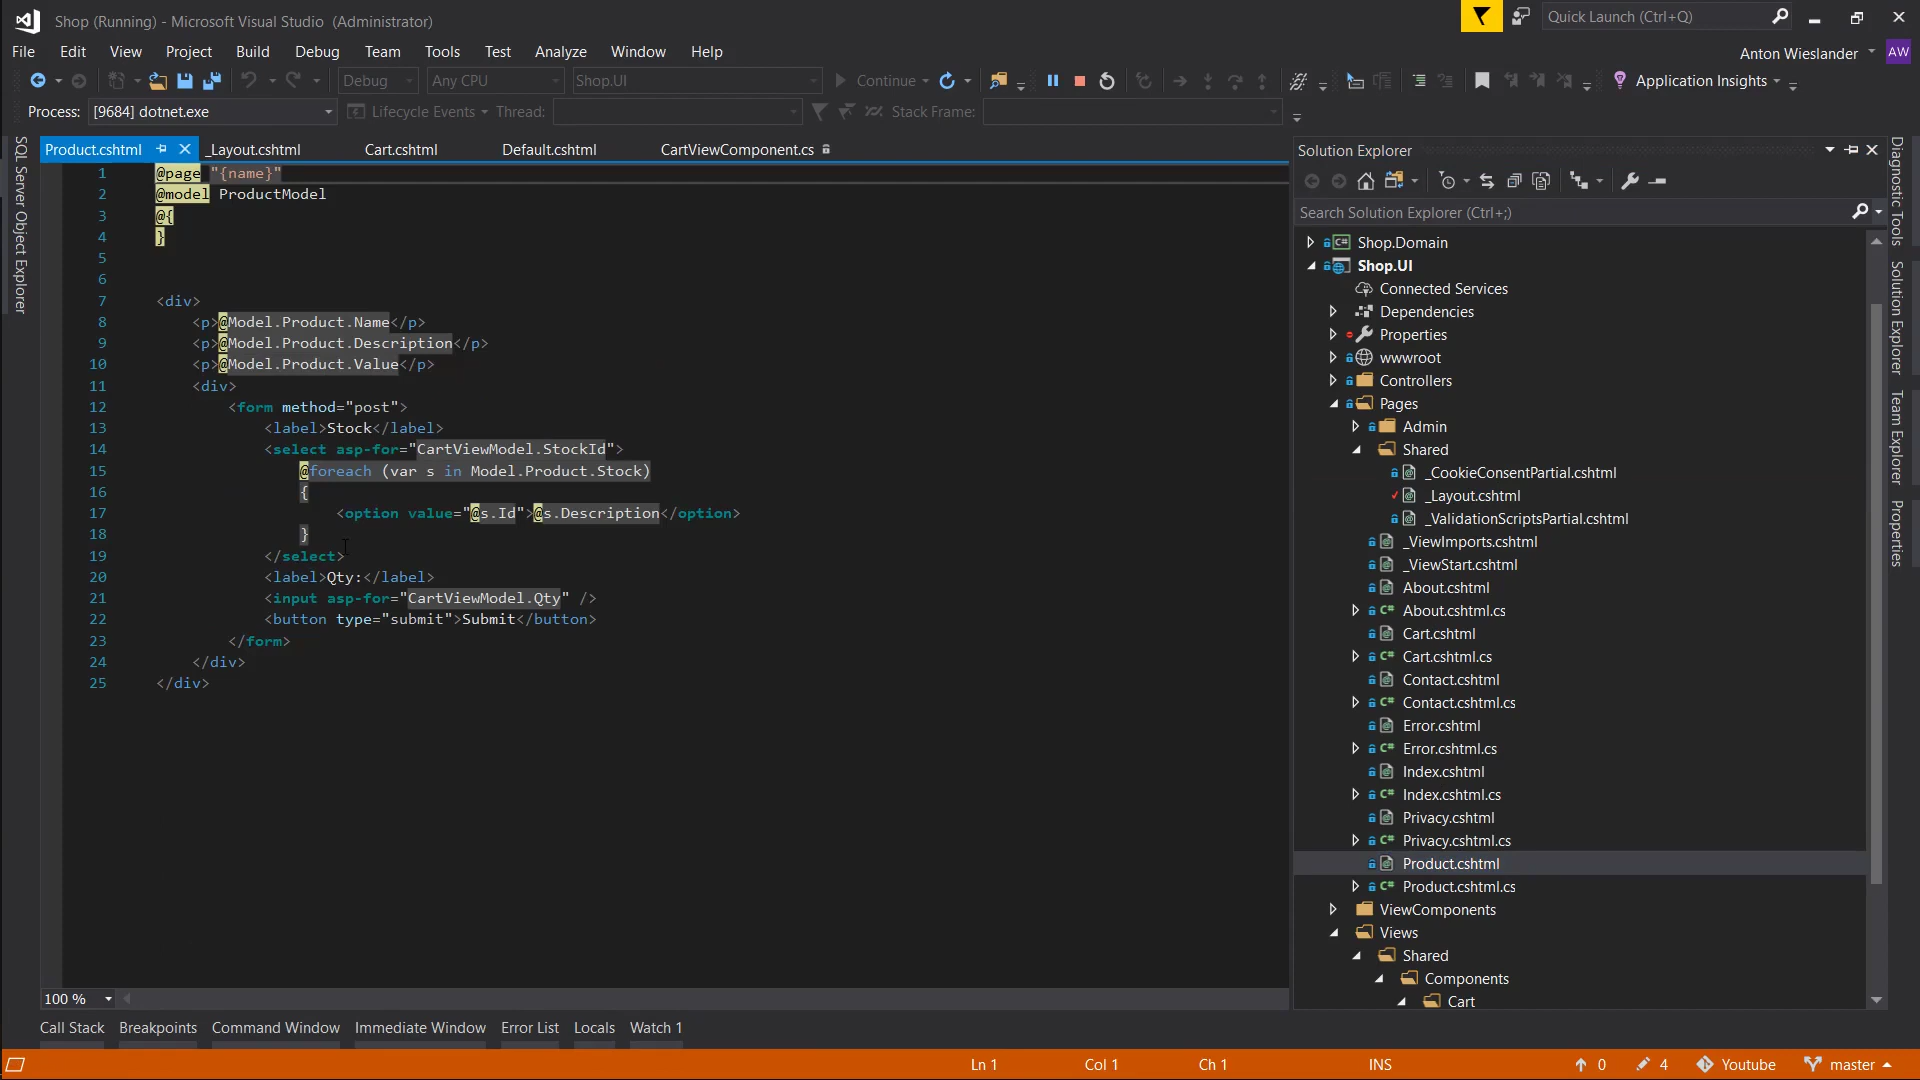 Shop (Running) - Microsoft Visual Studio (Administrator)
Quick Launch (Ctrl+Q)
File Edit View Project Build Debug Team Tools Test Analyze Window Help
Anton Wieslander AW
Debug Any CPU Shop.UI Continue Application Insights
Process: [9684] dotnet.exe Lifecycle Events Thread: Stack Frame:
SQL Server Object Explorer
Product.cshtml _Layout.cshtml Cart.cshtml Default.cshtml CartViewComponent.cs
1 @page "{name}"
2 @model ProductModel
3 @{
4 }
5
6
7 <div>
8 <p>@Model.Product.Name</p>
9 <p>@Model.Product.Description</p>
10 <p>@Model.Product.Value</p>
11 <div>
12 <form method="post">
13 <label>Stock</label>
14 <select asp-for="CartViewModel.StockId">
15 @foreach (var s in Model.Product.Stock)
16 {
17 <option value="@s.Id">@s.Description</option>
18 }
19 </select>
20 <label>Qty:</label>
21 <input asp-for="CartViewModel.Qty" />
22 <button type="submit">Submit</button>
23 </form>
24 </div>
25 </div>
100 %
Solution Explorer
Search Solution Explorer (Ctrl+;)
Shop.Domain
Shop.UI
Connected Services
Dependencies
Properties
wwwroot
Controllers
Pages
Admin
Shared
_CookieConsentPartial.cshtml
_Layout.cshtml
_ValidationScriptsPartial.cshtml
_ViewImports.cshtml
_ViewStart.cshtml
About.cshtml
About.cshtml.cs
Cart.cshtml
Cart.cshtml.cs
Contact.cshtml
Contact.cshtml.cs
Error.cshtml
Error.cshtml.cs
Index.cshtml
Index.cshtml.cs
Privacy.cshtml
Privacy.cshtml.cs
Product.cshtml
Product.cshtml.cs
ViewComponents
Views
Shared
Components
Cart
Diagnostic Tools
Solution Explorer
Team Explorer
Properties
Call Stack Breakpoints Command Window Immediate Window Error List Locals Watch 1
Ln 1 Col 1 Ch 1 INS 0 4 Youtube master